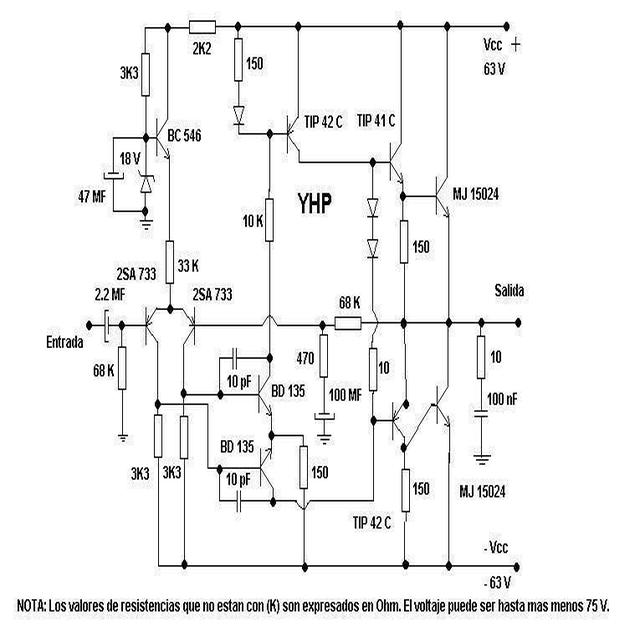 2K2
Vcc +
63 V
3K3
150
TIP 42 C
TIP 41 C
BC 546
18 V
47 MF
MJ 15024
10 K
YHP
150
33 K
2SA 733
2SA 733
Salida
2.2 MF
68 K
Entrada
68 K
470
10
10
10 pF
BD 135
100 MF
100 nF
BD 135
3K3
3K3
10 pF
150
150
MJ 15024
TIP 42 C
- Vcc
- 63 V
NOTA: Los valores de resistencias que no estan con (K) son expresados en Ohm. El voltaje puede ser hasta mas menos 75 V.